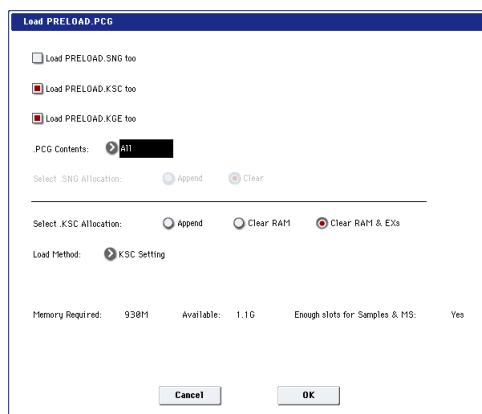 Load PRELOAD.PCG
Load PRELOAD.SNG too
Load PRELOAD.KSC too
Load PRELOAD.KGE too
.PCG Contents: All
Select .SNG Allocation: Append Clear
Select .KSC Allocation: Append Clear RAM Clear RAM & EXs
Load Method: KSC Setting
Memory Required: 930M Available: 1.1G Enough slots for Samples & MS: Yes
Cancel OK